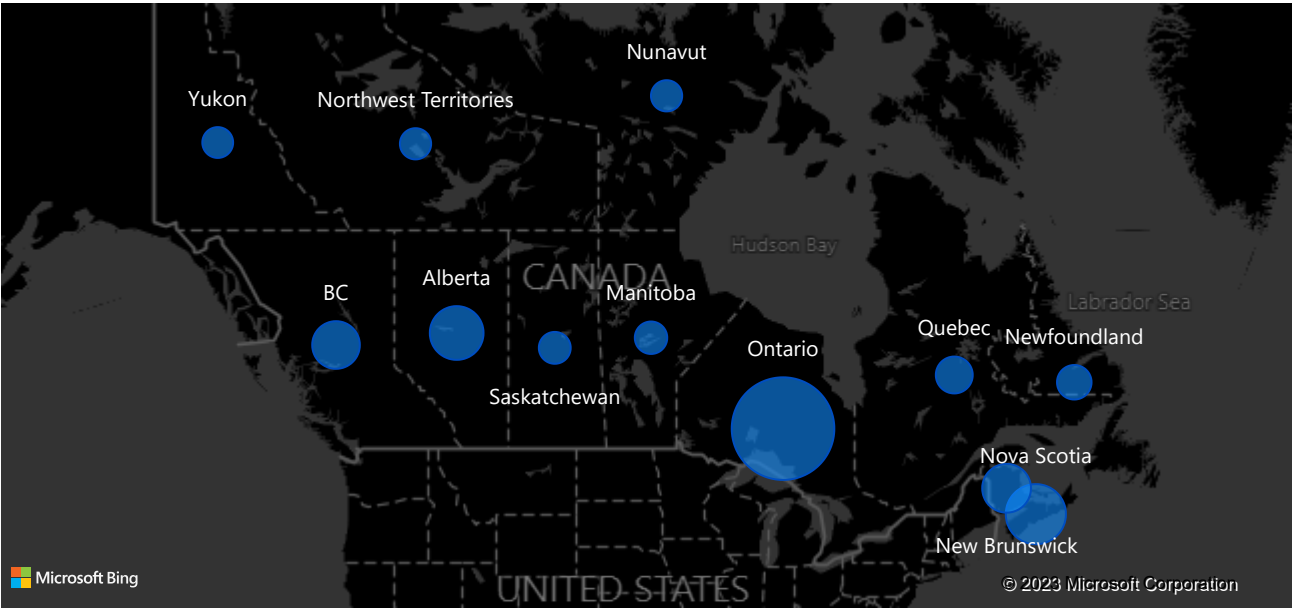 Nunavut
Yukon
Northwest Territories
Hudson Bay
CANADA
Alberta
BC
Manitoba
Labrador Sea
Quebec
Newfoundland
Ontario
Saskatchewan
Nova Scotia
New Brunswick
Microsoft Bing
UNITED STATES
© 2023 Microsoft Corporation